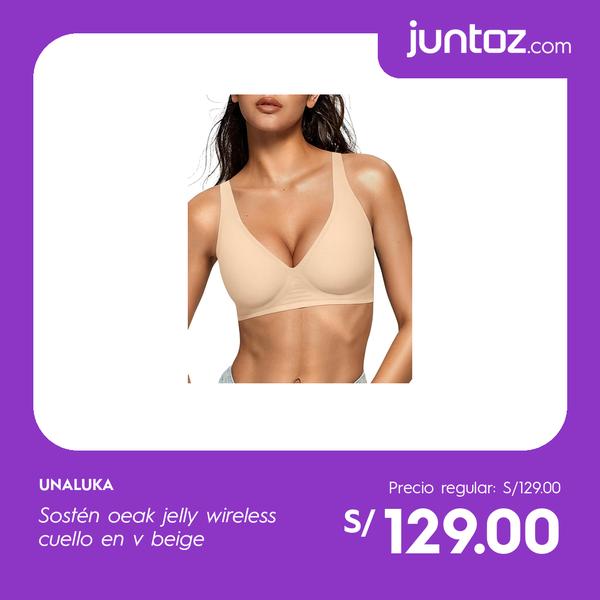 juntoz.com
UNALUKA
Sostén oeak jelly wireless
cuello en v beige
Precio regular: S/129.00
S/129.00